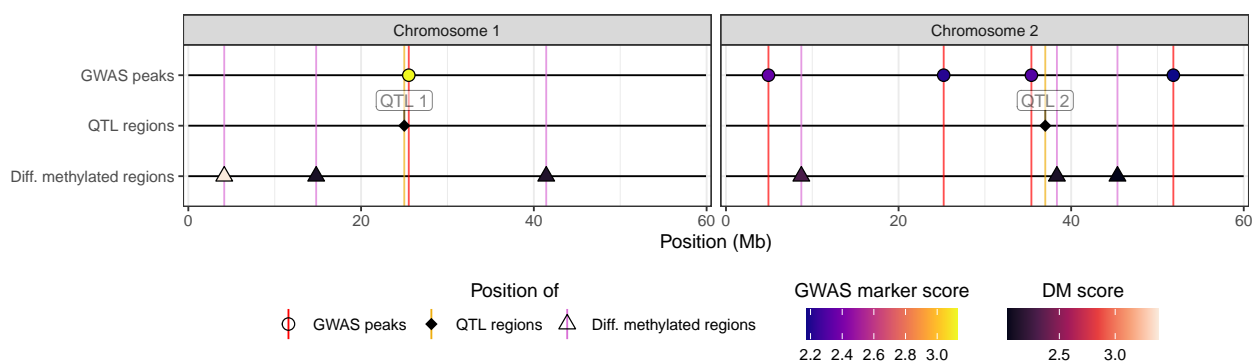 Chromosome 1
Chromosome 2
GWAS peaks
QTL 1
QTL 2
QTL regions
Diff. methylated regions
0 20 40 60 0 20 40 60
Position (Mb)
Position of
GWAS peaks
QTL regions
Diff. methylated regions
GWAS marker score
2.2 2.4 2.6 2.8 3.0
DM score
2.5 3.0